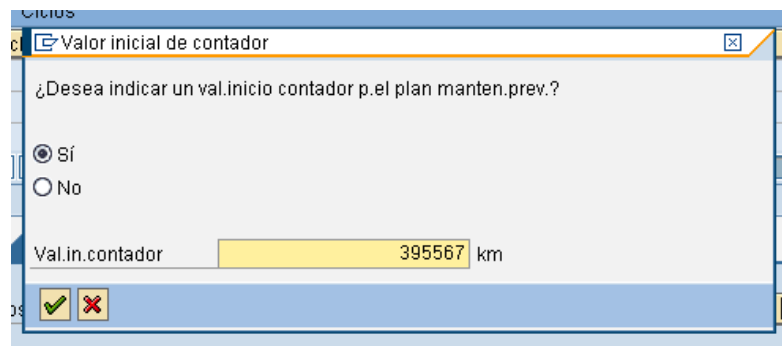 Ciclos
Valor inicial de contador
¿Desea indicar un val.inicio contador p.el plan manten.prev.?
Sí
No
Val.in.contador 395567 km